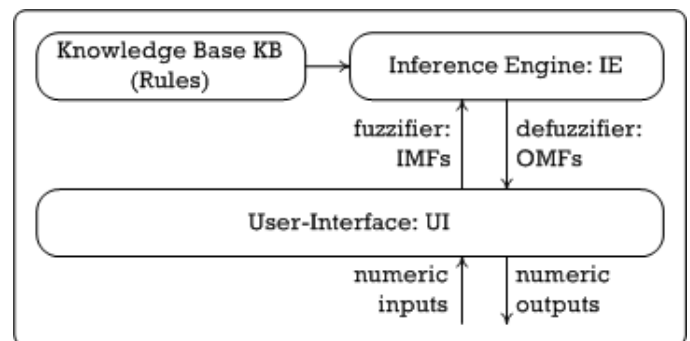 Knowledge Base KB
(Rules)
Inference Engine: IE
fuzzifier:
IMFs
defuzzifier:
OMFs
User-Interface: UI
numeric
inputs
numeric
outputs